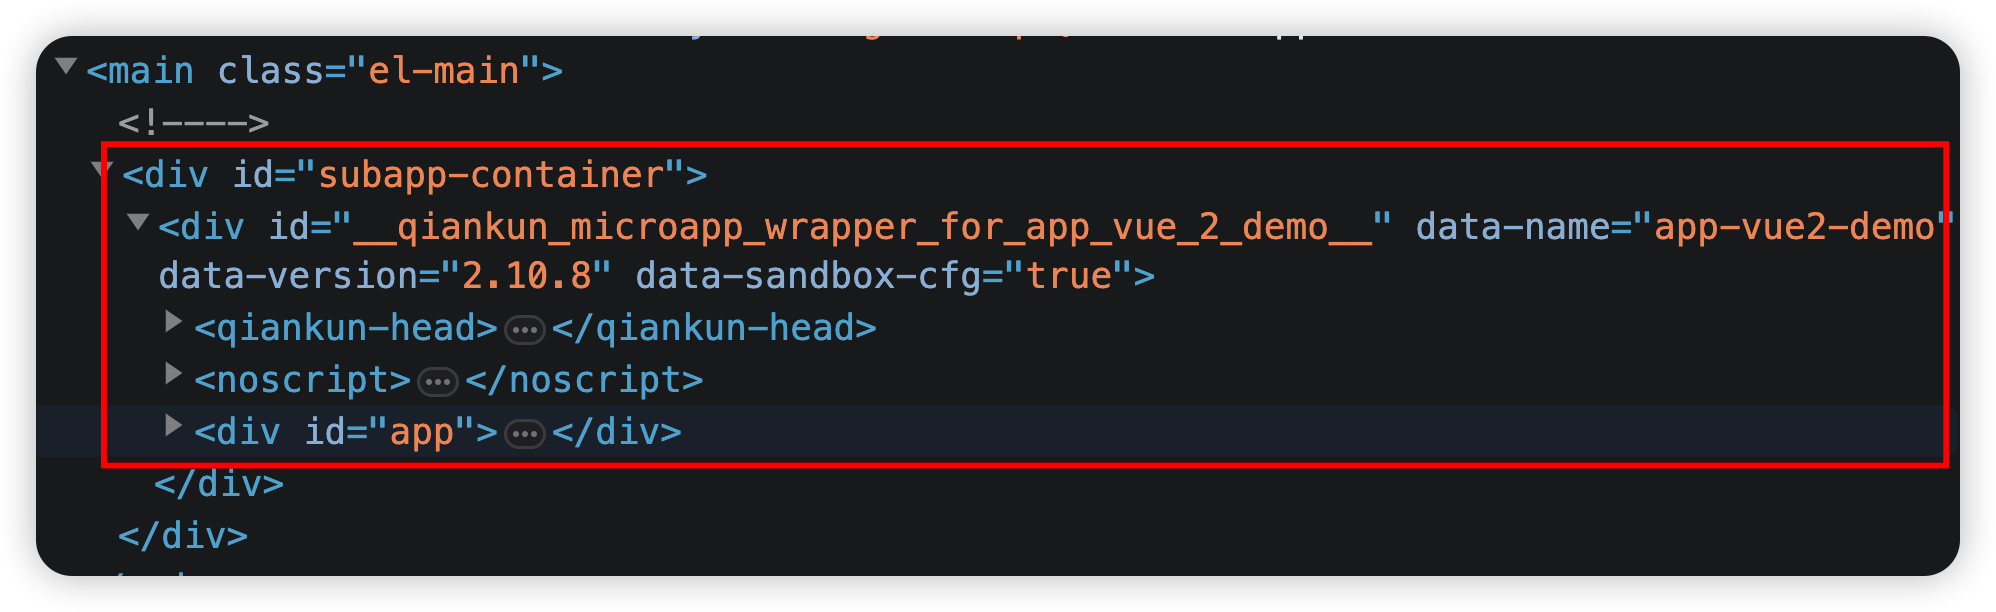 <main class="el-main">
<!---->
<div id="subapp-container">
<div id="__qiankun_microapp_wrapper_for_app_vue_2_demo__" data-name="app-vue2-demo"
data-version="2.10.8" data-sandbox-cfg="true">
<qiankun-head>…</qiankun-head>
<noscript>…</noscript>
<div id="app">…</div>
</div>
</div>